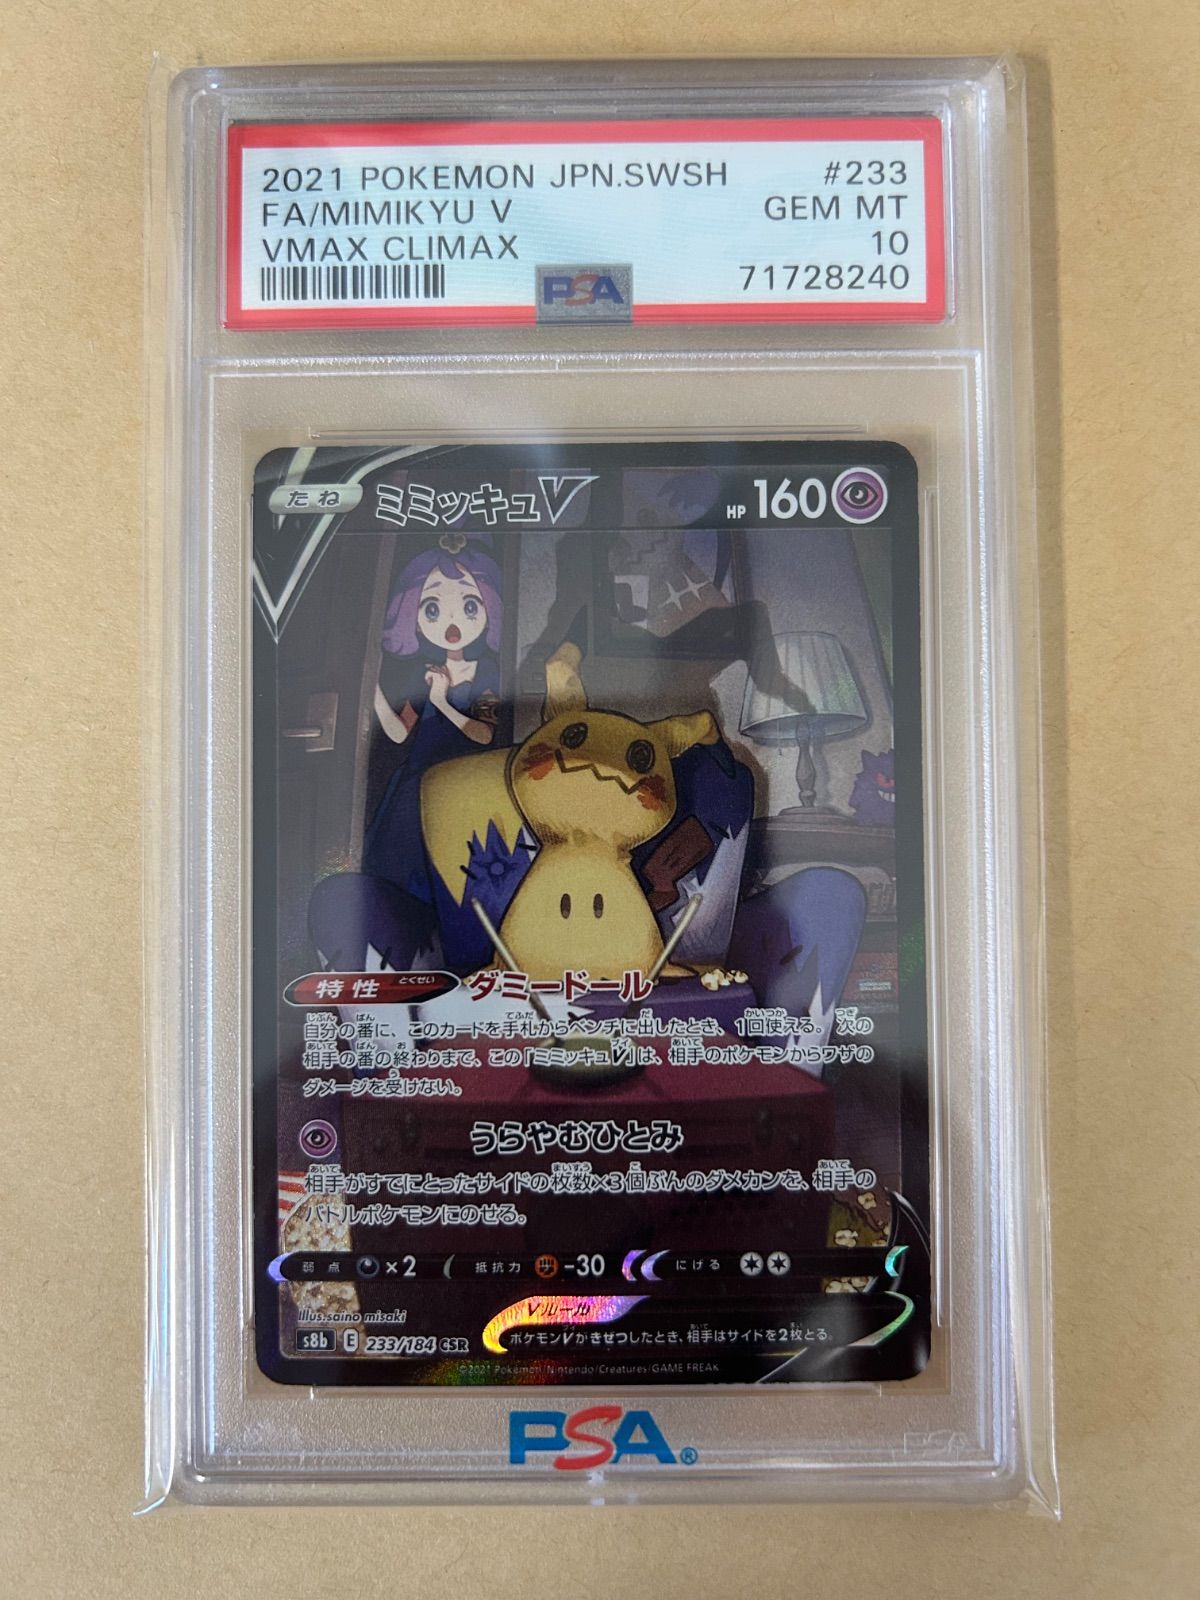 2021 POKEMON JPN.SWSH #233
FA/MIMIKYU V GEM MT
VMAX CLIMAX 10
71728240
PSA
たね ミミッキュV HP 160
特性 とくせい ダミードール
自分の番に、このカードを手札からベンチに出したとき、1回使える。次の
相手の番の終わりまで、この「ミミッキュV」は、相手のポケモンからワザの
ダメージを受けない。
うらやむひとみ
相手がすでにとったサイドの枚数×3個ぶんのダメカンを、相手の
バトルポケモンにのせる。
弱点 ×2 抵抗力 -30 にげる
Illus.saino misaki
Vルール
ポケモンVがきぜつしたとき、相手はサイドを2枚とる。
s8b E 233/184 CSR
©2021 Pokémon/Nintendo/Creatures/GAME FREAK
PSA®
PSA